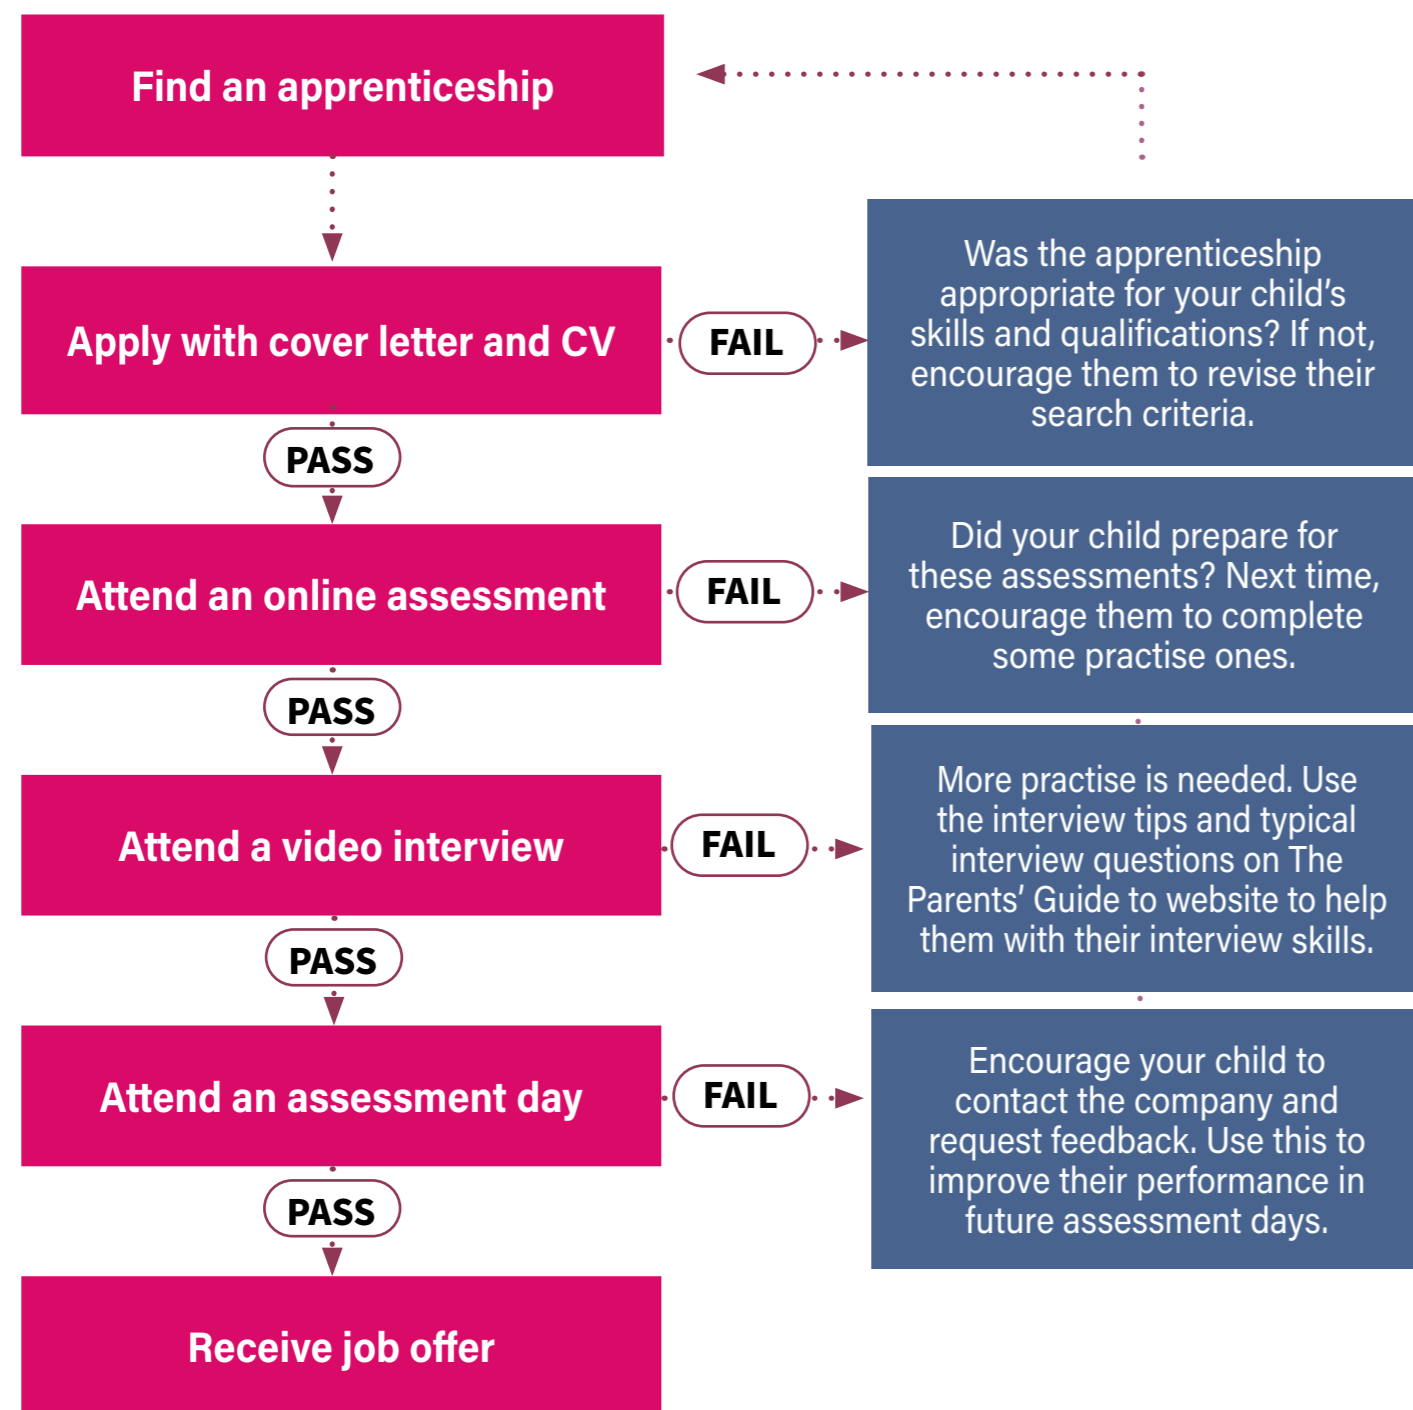 Find an apprenticeship
Apply with cover letter and CV
FAIL
Was the apprenticeship
appropriate for your child's
skills and qualifications? If not,
encourage them to revise their
search criteria.
PASS
Attend an online assessment
FAIL
Did your child prepare for
these assessments? Next time,
encourage them to complete
some practise ones.
PASS
Attend a video interview
FAIL
More practise is needed. Use
the interview tips and typical
interview questions on The
Parents' Guide to website to help
them with their interview skills.
PASS
Attend an assessment day
FAIL
Encourage your child to
contact the company and
request feedback. Use this to
improve their performance in
future assessment days.
PASS
Receive job offer